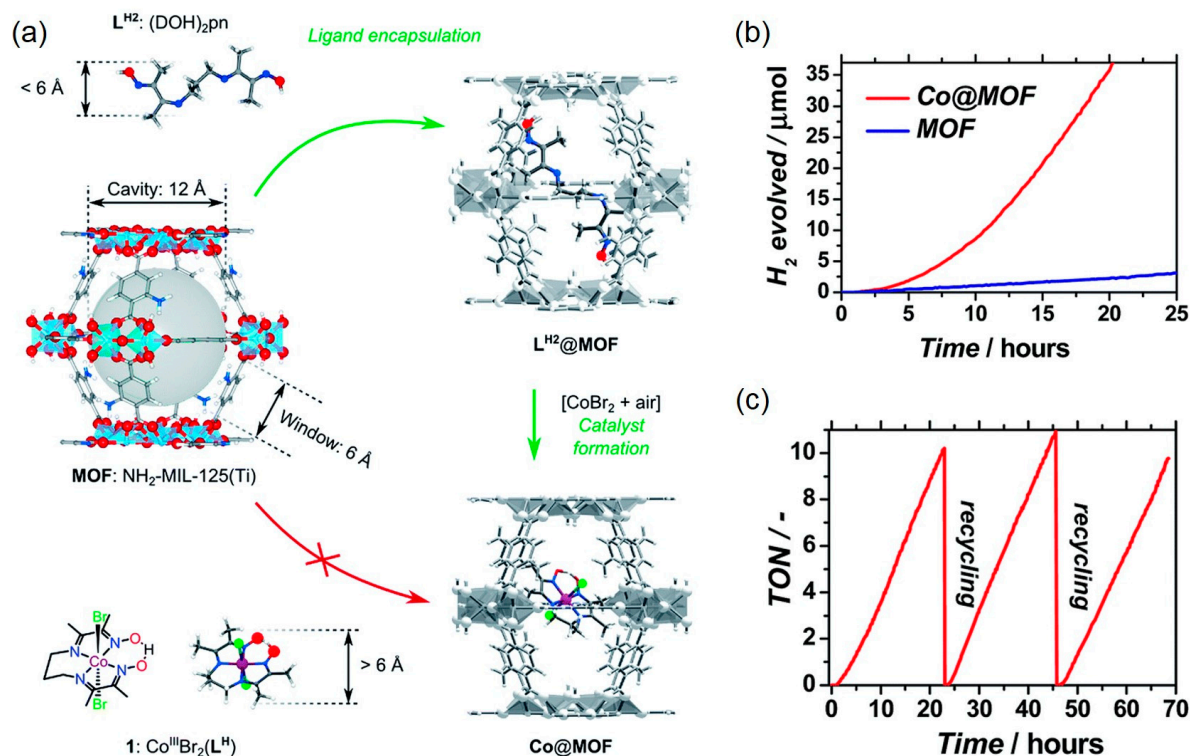 (a)
L^H2: (DOH)₂pn
< 6 Å
Ligand encapsulation
Cavity: 12 Å
Window: 6 Å
MOF: NH₂-MIL-125(Ti)
L^H2@MOF
[CoBr₂ + air]
Catalyst
formation
Br
N
O
Co
H
N
N
N
O
Br
> 6 Å
1: Co^IIIBr₂(L^H)
Co@MOF
(b)
H₂ evolved / μmol
35
30
25
20
15
10
5
0
Co@MOF
MOF
0 5 10 15 20 25
Time / hours
(c)
TON / -
10
8
6
4
2
0
recycling
recycling
0 10 20 30 40 50 60 70
Time / hours